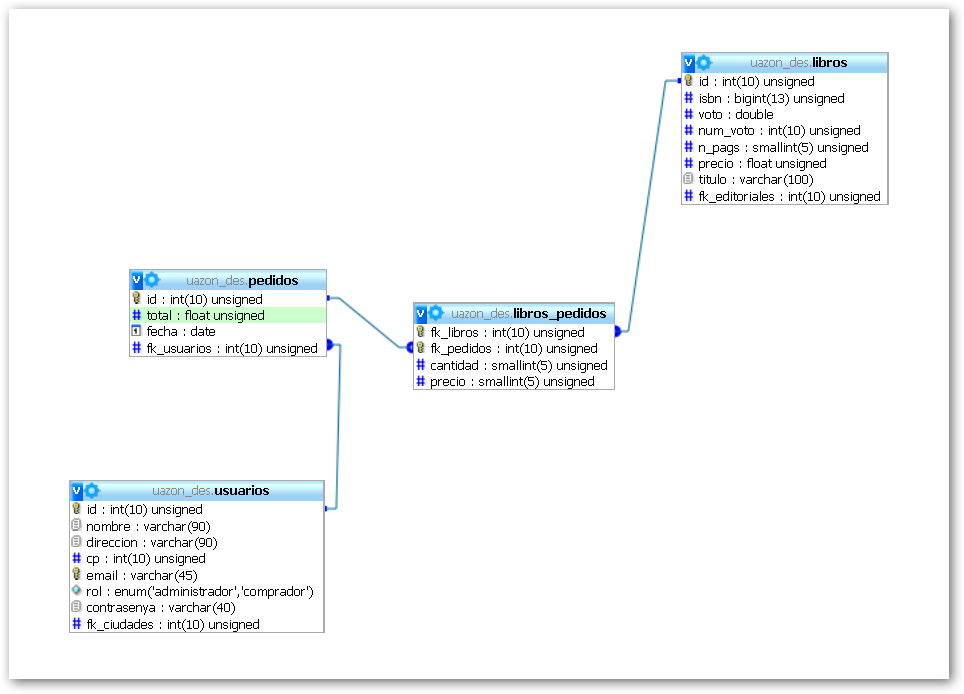 V uazon_des.libros
id : int(10) unsigned
# isbn : bigint(13) unsigned
# voto : double
# num_voto : int(10) unsigned
# n_pags : smallint(5) unsigned
# precio : float unsigned
titulo : varchar(100)
# fk_editoriales : int(10) unsigned
V uazon_des.pedidos
id : int(10) unsigned
# total : float unsigned
1 fecha : date
# fk_usuarios : int(10) unsigned
V uazon_des.libros_pedidos
fk_libros : int(10) unsigned
fk_pedidos : int(10) unsigned
# cantidad : smallint(5) unsigned
# precio : smallint(5) unsigned
V uazon_des.usuarios
id : int(10) unsigned
nombre : varchar(90)
direccion : varchar(90)
# cp : int(10) unsigned
email : varchar(45)
rol : enum('administrador','comprador')
contrasenya : varchar(40)
# fk_ciudades : int(10) unsigned